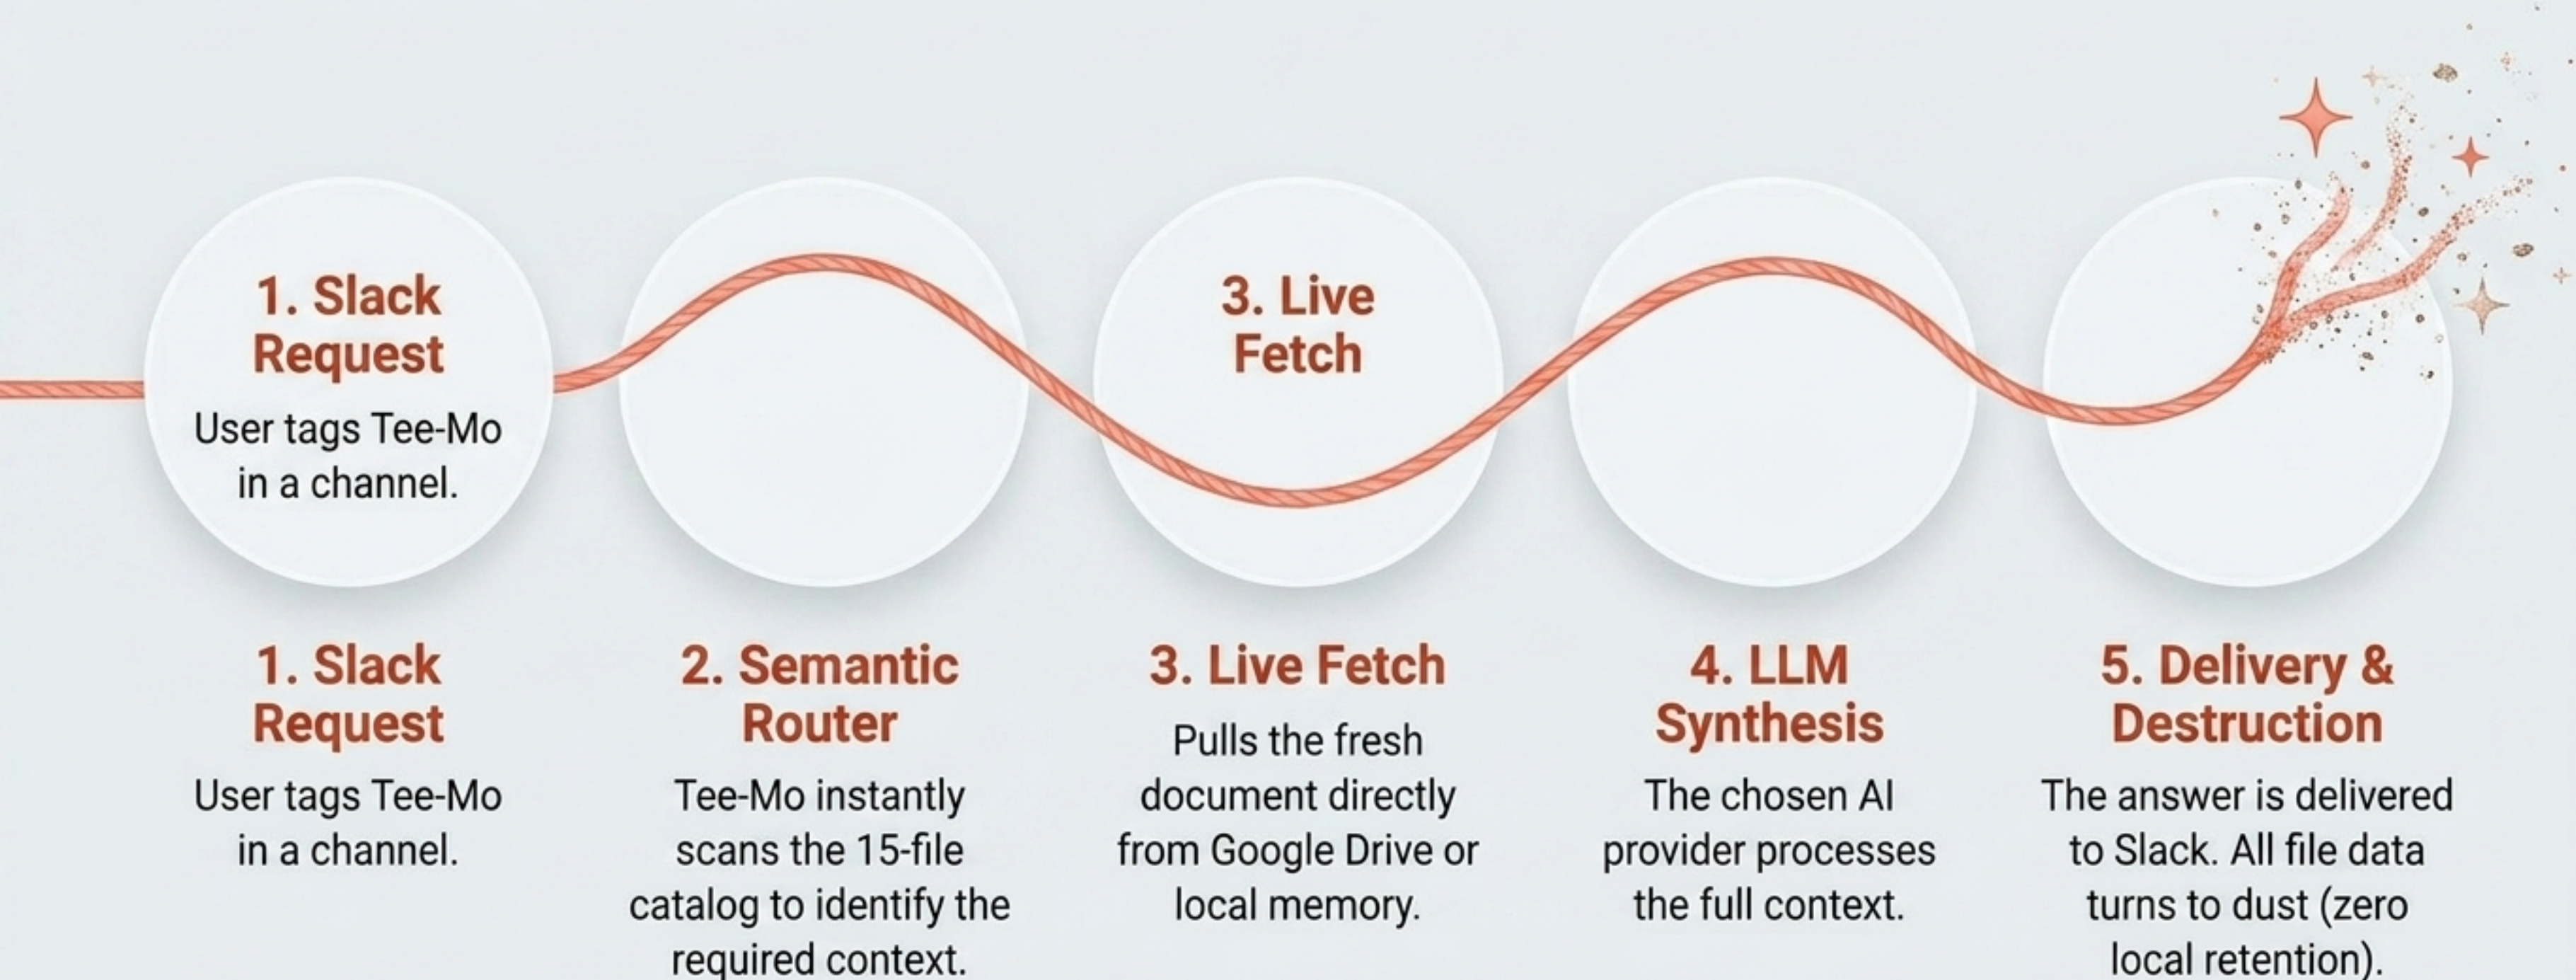 1. Slack
Request
User tags Tee-Mo
in a channel.
3. Live
Fetch
1. Slack
Request
User tags Tee-Mo
in a channel.
2. Semantic
Router
Tee-Mo instantly
scans the 15-file
catalog to identify the
required context.
3. Live Fetch
Pulls the fresh
document directly
from Google Drive or
local memory.
4. LLM
Synthesis
The chosen AI
provider processes
the full context.
5. Delivery &
Destruction
The answer is delivered
to Slack. All file data
turns to dust (zero
local retention).